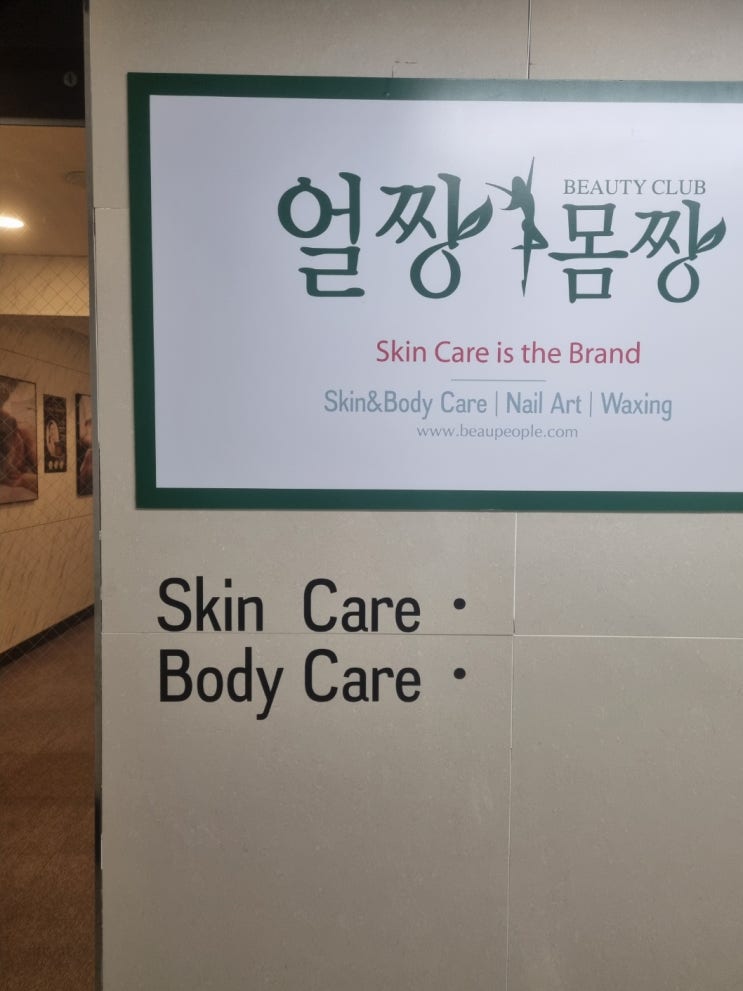 BEAUTY CLUB
얼짱 몸짱
Skin Care is the Brand
Skin&Body Care | Nail Art | Waxing
www.beaupeople.com
Skin Care •
Body Care •